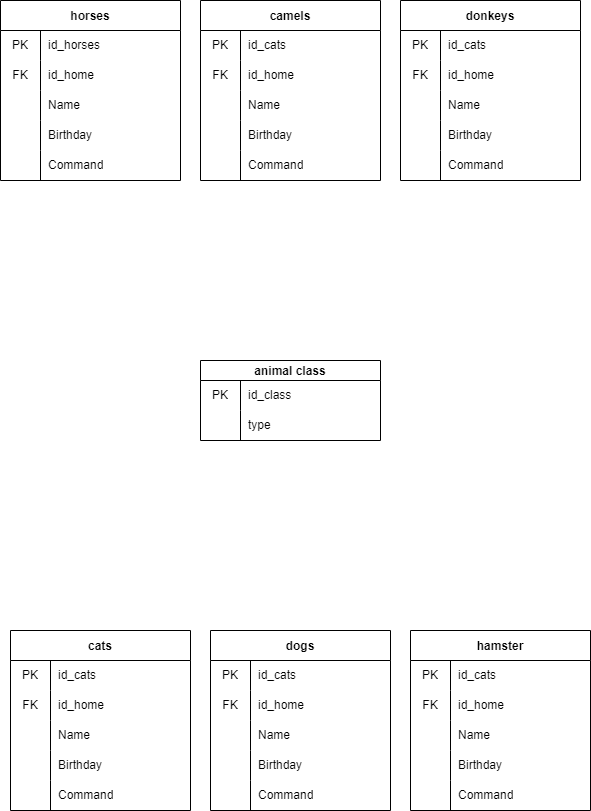 horses
PK id_horses
FK id_home
Name
Birthday
Command
camels
PK id_cats
FK id_home
Name
Birthday
Command
donkeys
PK id_cats
FK id_home
Name
Birthday
Command
animal class
PK id_class
type
cats
PK id_cats
FK id_home
Name
Birthday
Command
dogs
PK id_cats
FK id_home
Name
Birthday
Command
hamster
PK id_cats
FK id_home
Name
Birthday
Command